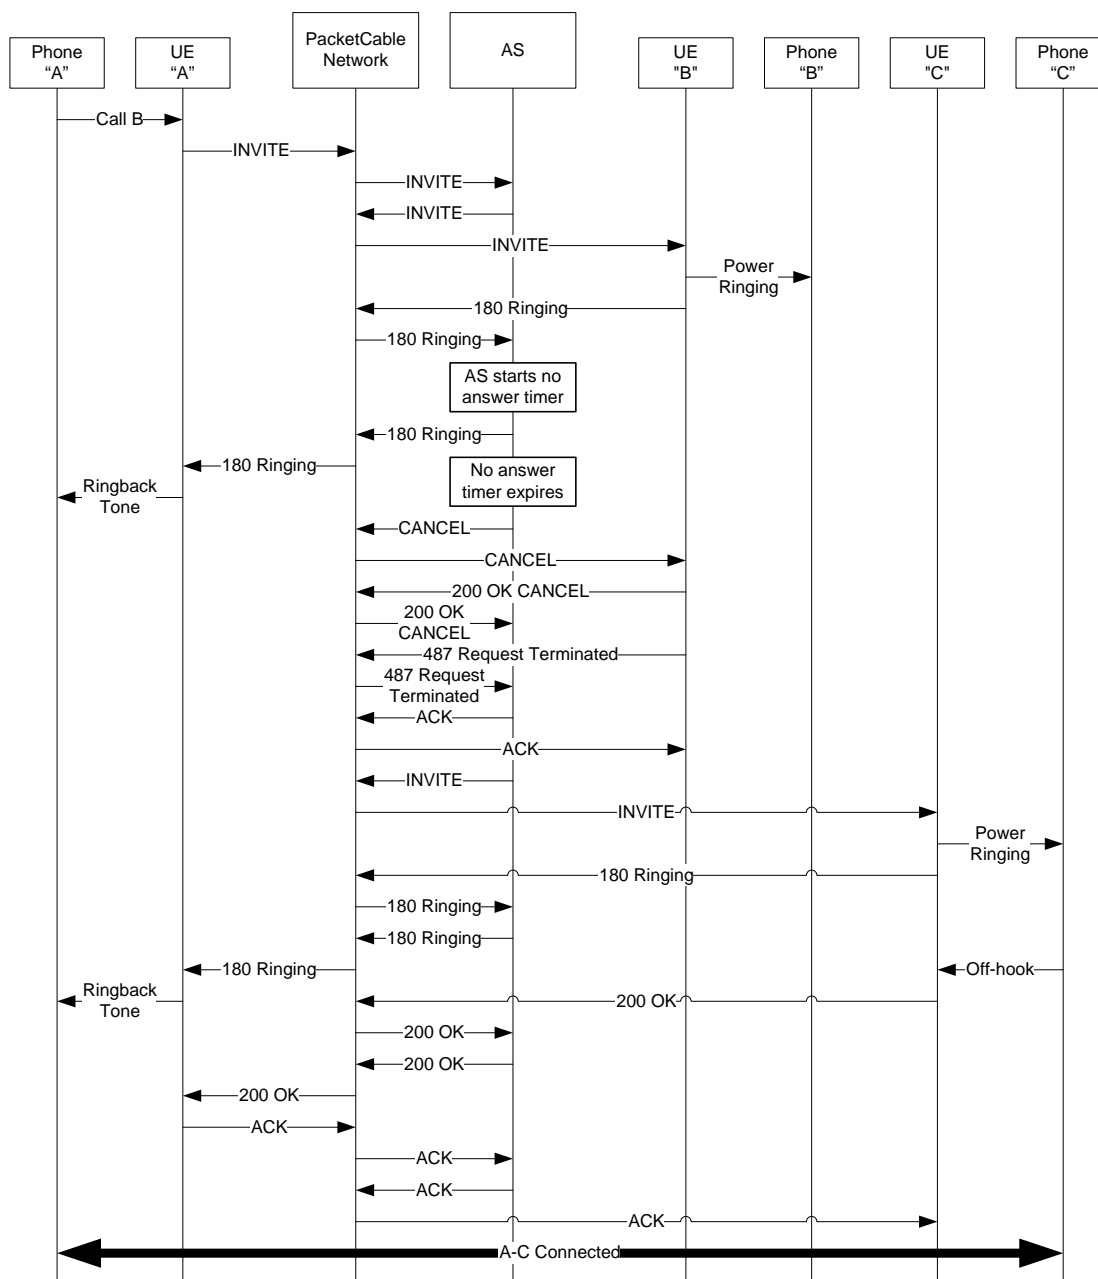 Phone
“A”
UE
“A”
PacketCable
Network
AS
UE
"B"
Phone
“B”
UE
"C"
Phone
“C”
Call B
INVITE
INVITE
INVITE
INVITE
Power
Ringing
180 Ringing
180 Ringing
AS starts no
answer timer
180 Ringing
180 Ringing
No answer
timer expires
Ringback
Tone
CANCEL
CANCEL
200 OK CANCEL
200 OK
CANCEL
487 Request Terminated
487 Request
Terminated
ACK
ACK
INVITE
INVITE
Power
Ringing
180 Ringing
180 Ringing
180 Ringing
180 Ringing
Off-hook
Ringback
Tone
200 OK
200 OK
200 OK
200 OK
ACK
ACK
ACK
ACK
A-C Connected